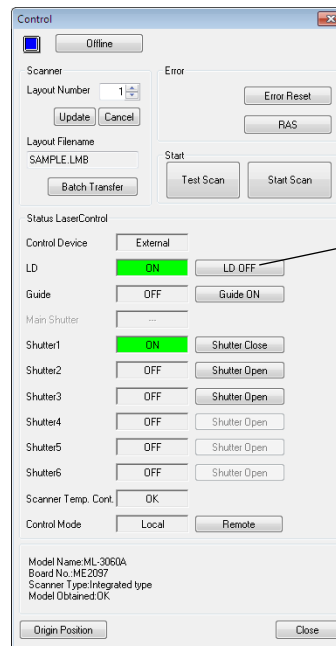 Control
Offline
Scanner
Layout Number 1
Update Cancel
Layout Filename
SAMPLE.LMB
Batch Transfer
Error
Error Reset
RAS
Start
Test Scan Start Scan
Status LaserControl
Control Device External
LD ON LD OFF
Guide OFF Guide ON
Main Shutter ---
Shutter1 ON Shutter Close
Shutter2 OFF Shutter Open
Shutter3 OFF Shutter Open
Shutter4 OFF Shutter Open
Shutter5 OFF Shutter Open
Shutter6 OFF Shutter Open
Scanner Temp. Cont. OK
Control Mode Local Remote
Model Name:ML-3060A
Board No.:ME2097
Scanner Type:Integrated type
Model Obtained:OK
Origin Position Close